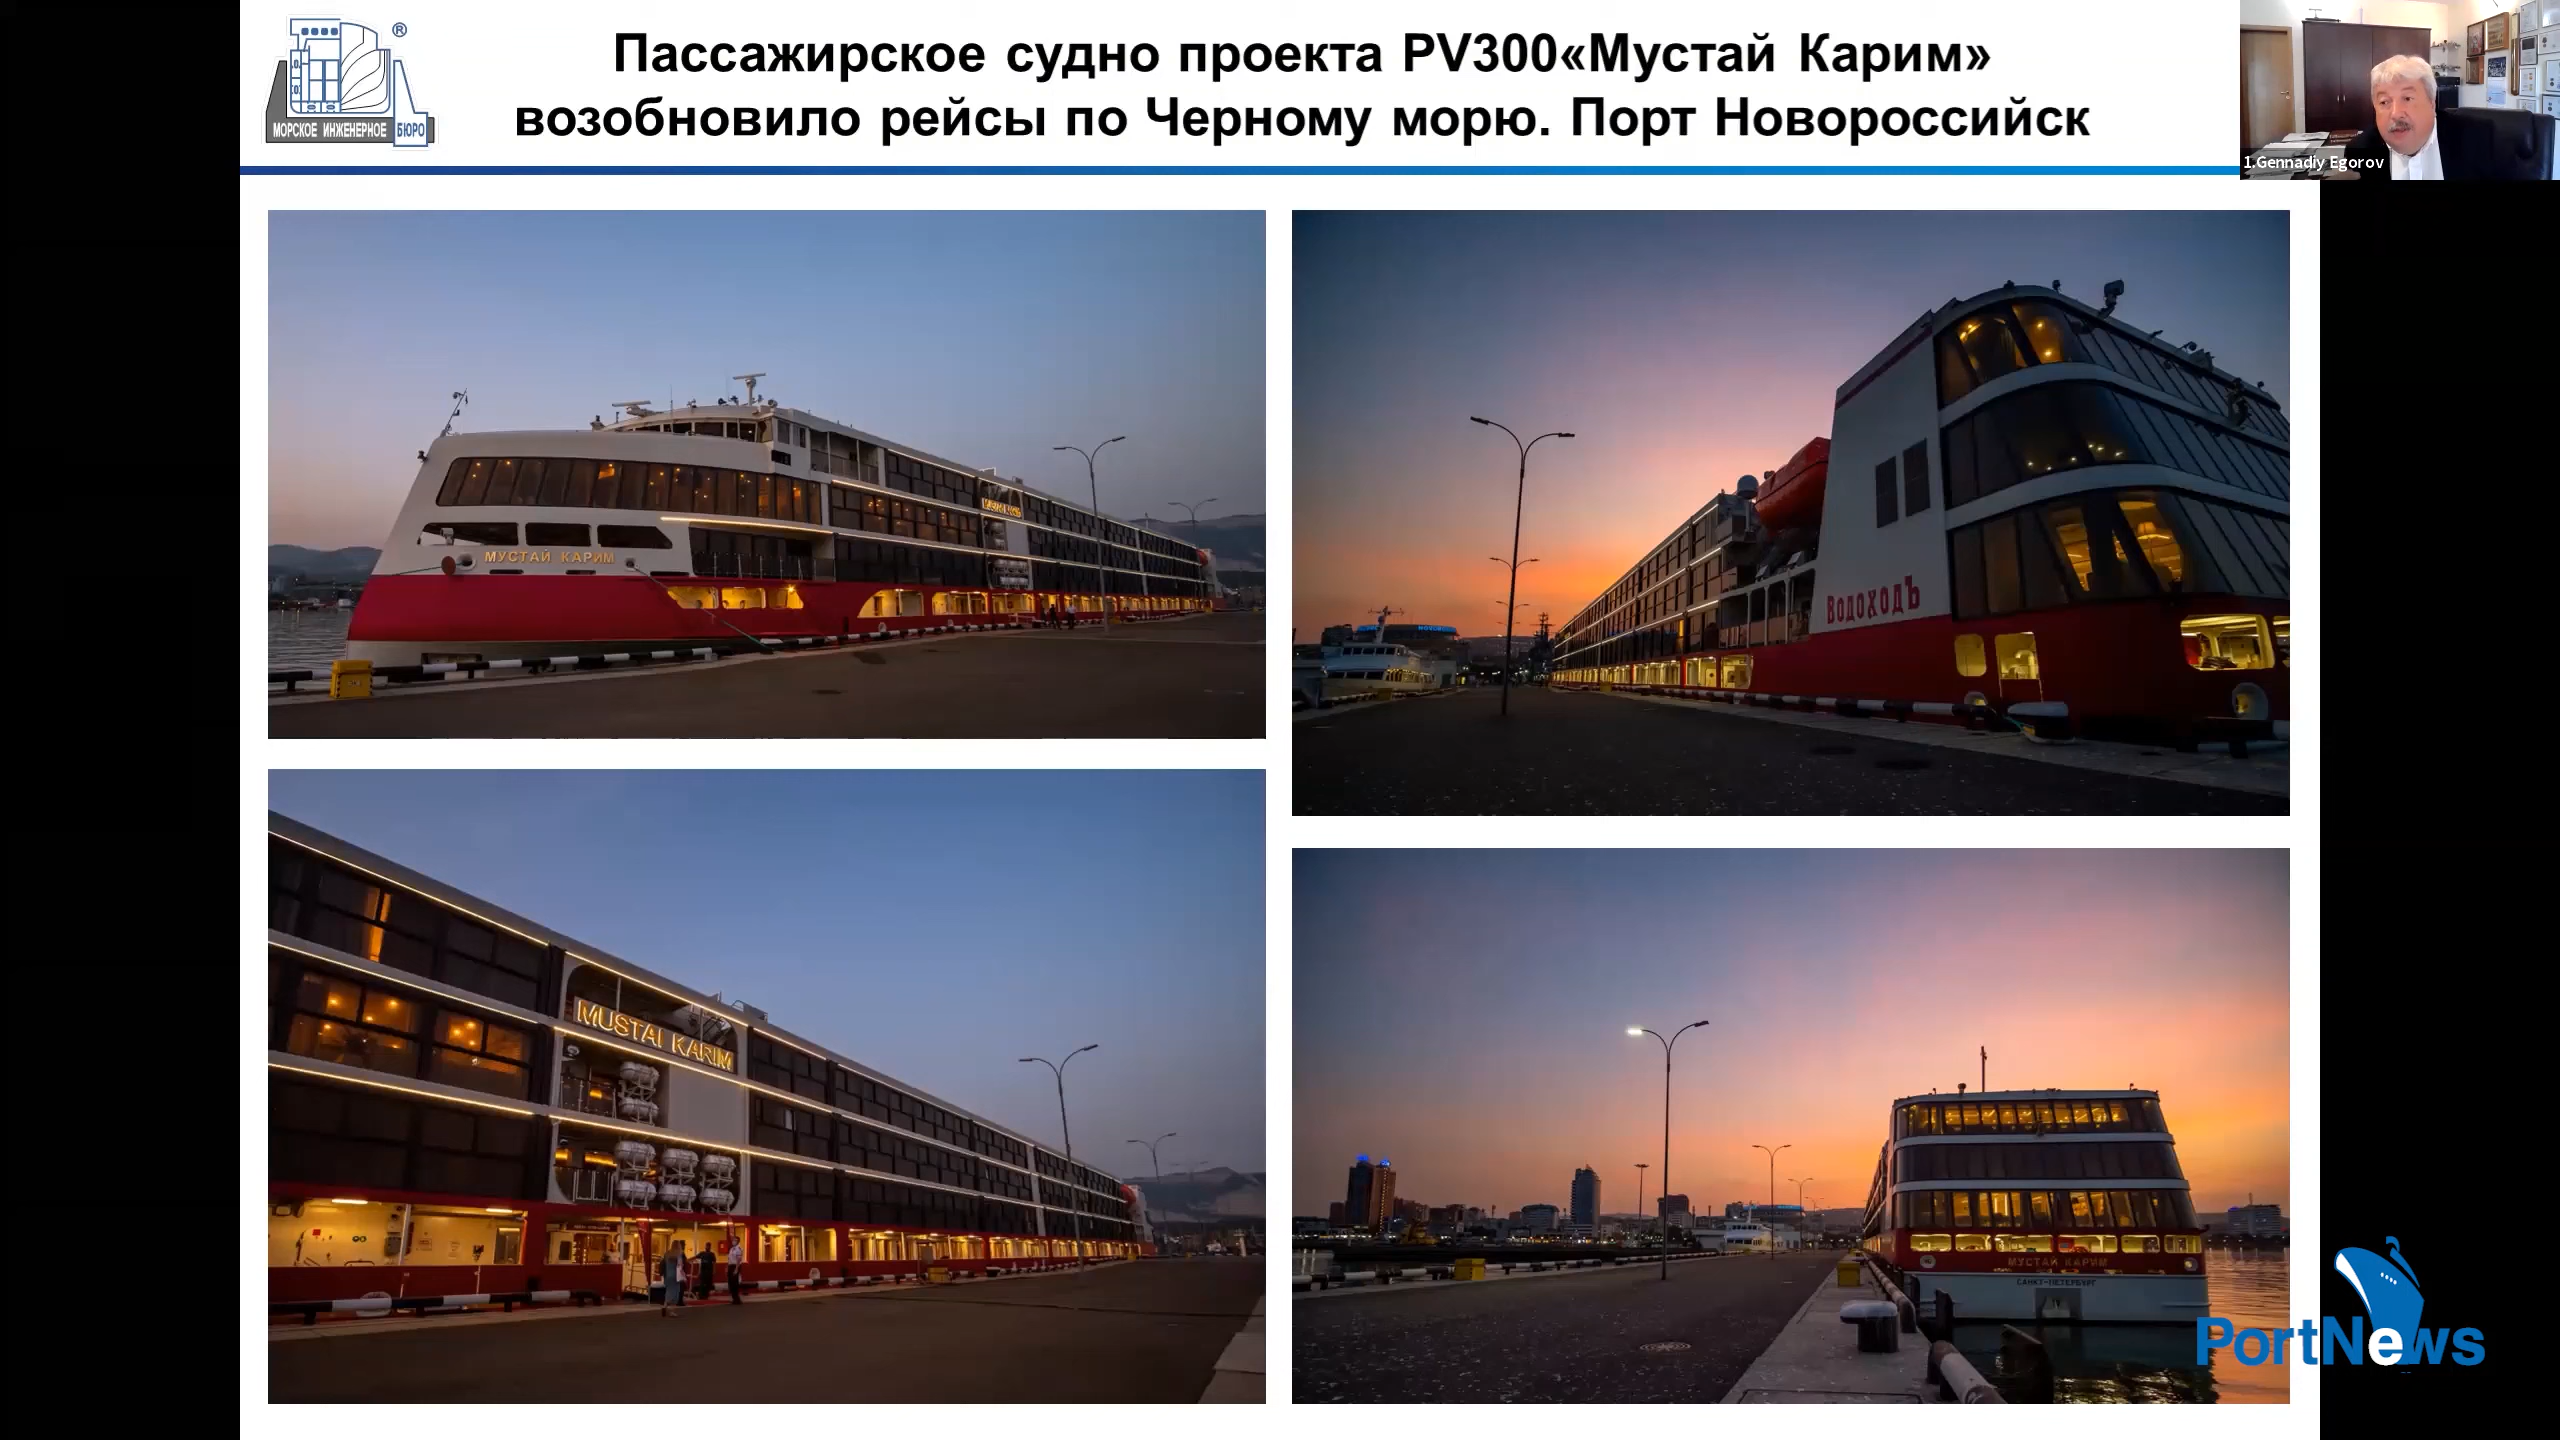 МОРСКОЕ ИНЖЕНЕРНОЕ БЮРО
®
Пассажирское судно проекта PV300«Мустай Карим»
возобновило рейсы по Черному морю. Порт Новороссийск
1.Gennadiy Egorov
МУСТАЙ КАРИМ
ВодоходЪ
MUSTAI KARIM
МУСТАЙ КАРИМ
САНКТ-ПЕТЕРБУРГ
PortNews